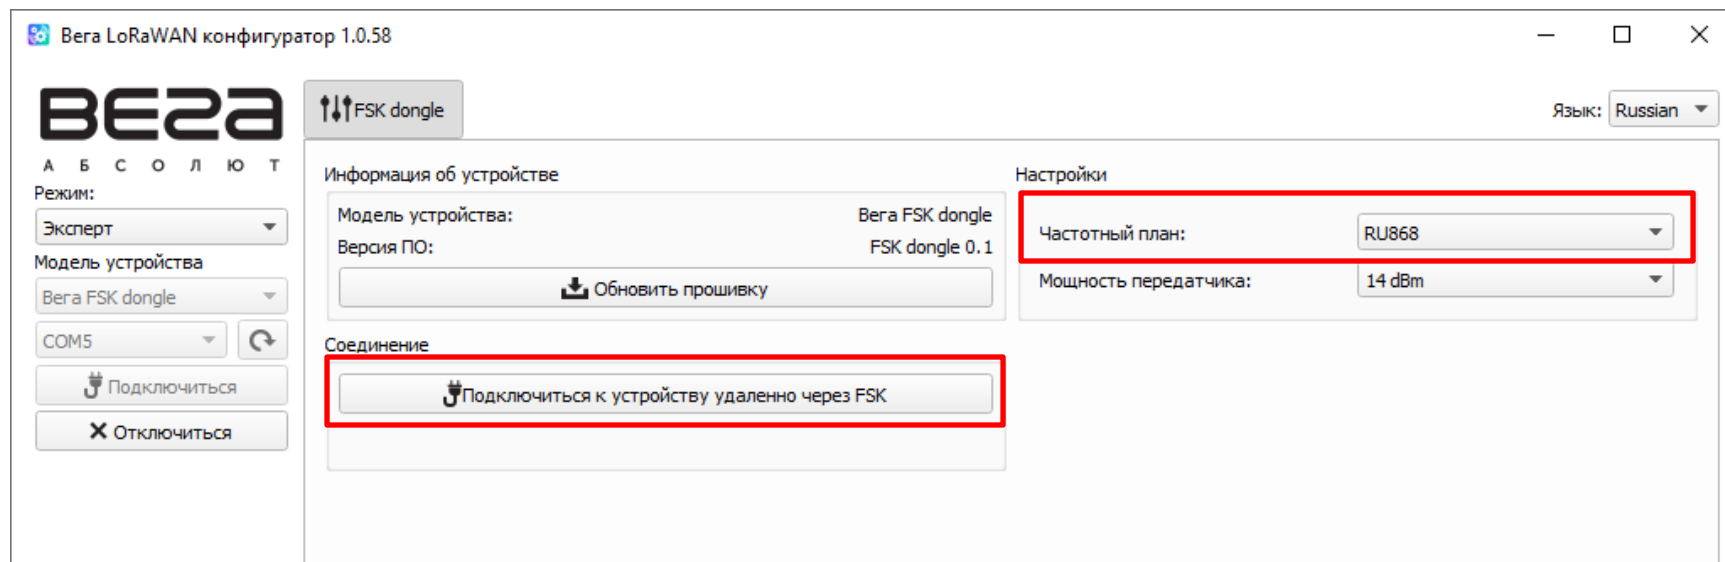 Вега LoRaWAN конфигуратор 1.0.58
ВЕГА
АБСОЛЮТ
Режим:
Эксперт
Модель устройства
Вега FSK dongle
COM5
Подключиться
Отключиться
FSK dongle
Язык: Russian
Информация об устройстве
Модель устройства: Вега FSK dongle
Версия ПО: FSK dongle 0.1
Обновить прошивку
Соединение
Подключиться к устройству удаленно через FSK
Настройки
Частотный план: RU868
Мощность передатчика: 14 dBm